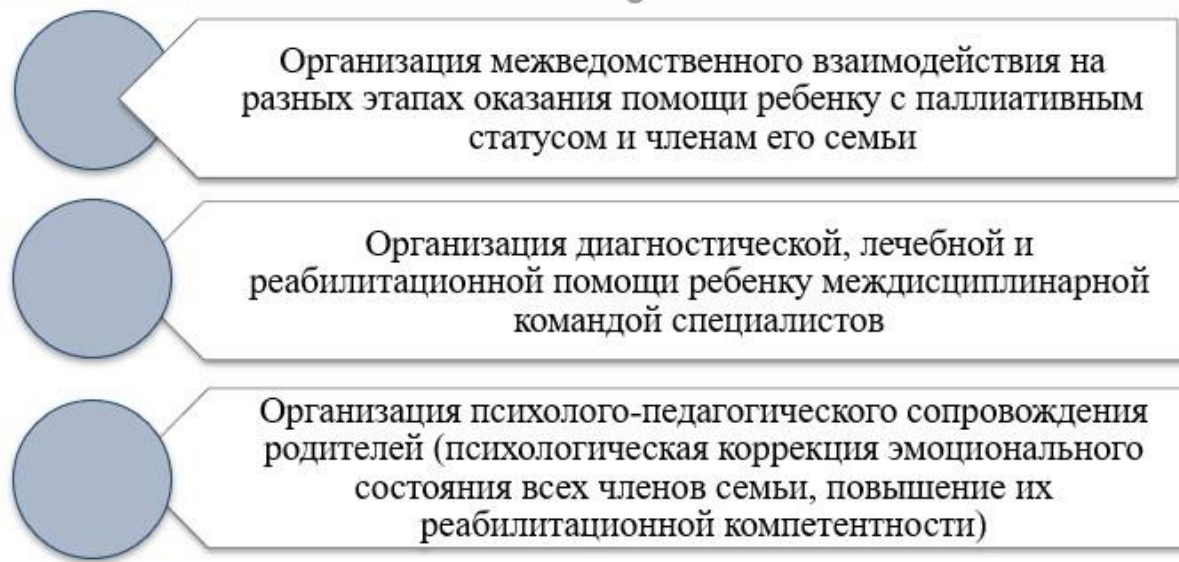 Организация межведомственного взаимодействия на
разных этапах оказания помощи ребенку с паллиативным
статусом и членам его семьи
Организация диагностической, лечебной и
реабилитационной помощи ребенку междисциплинарной
командой специалистов
Организация психолого-педагогического сопровождения
родителей (психологическая коррекция эмоционального
состояния всех членов семьи, повышение их
реабилитационной компетентности)